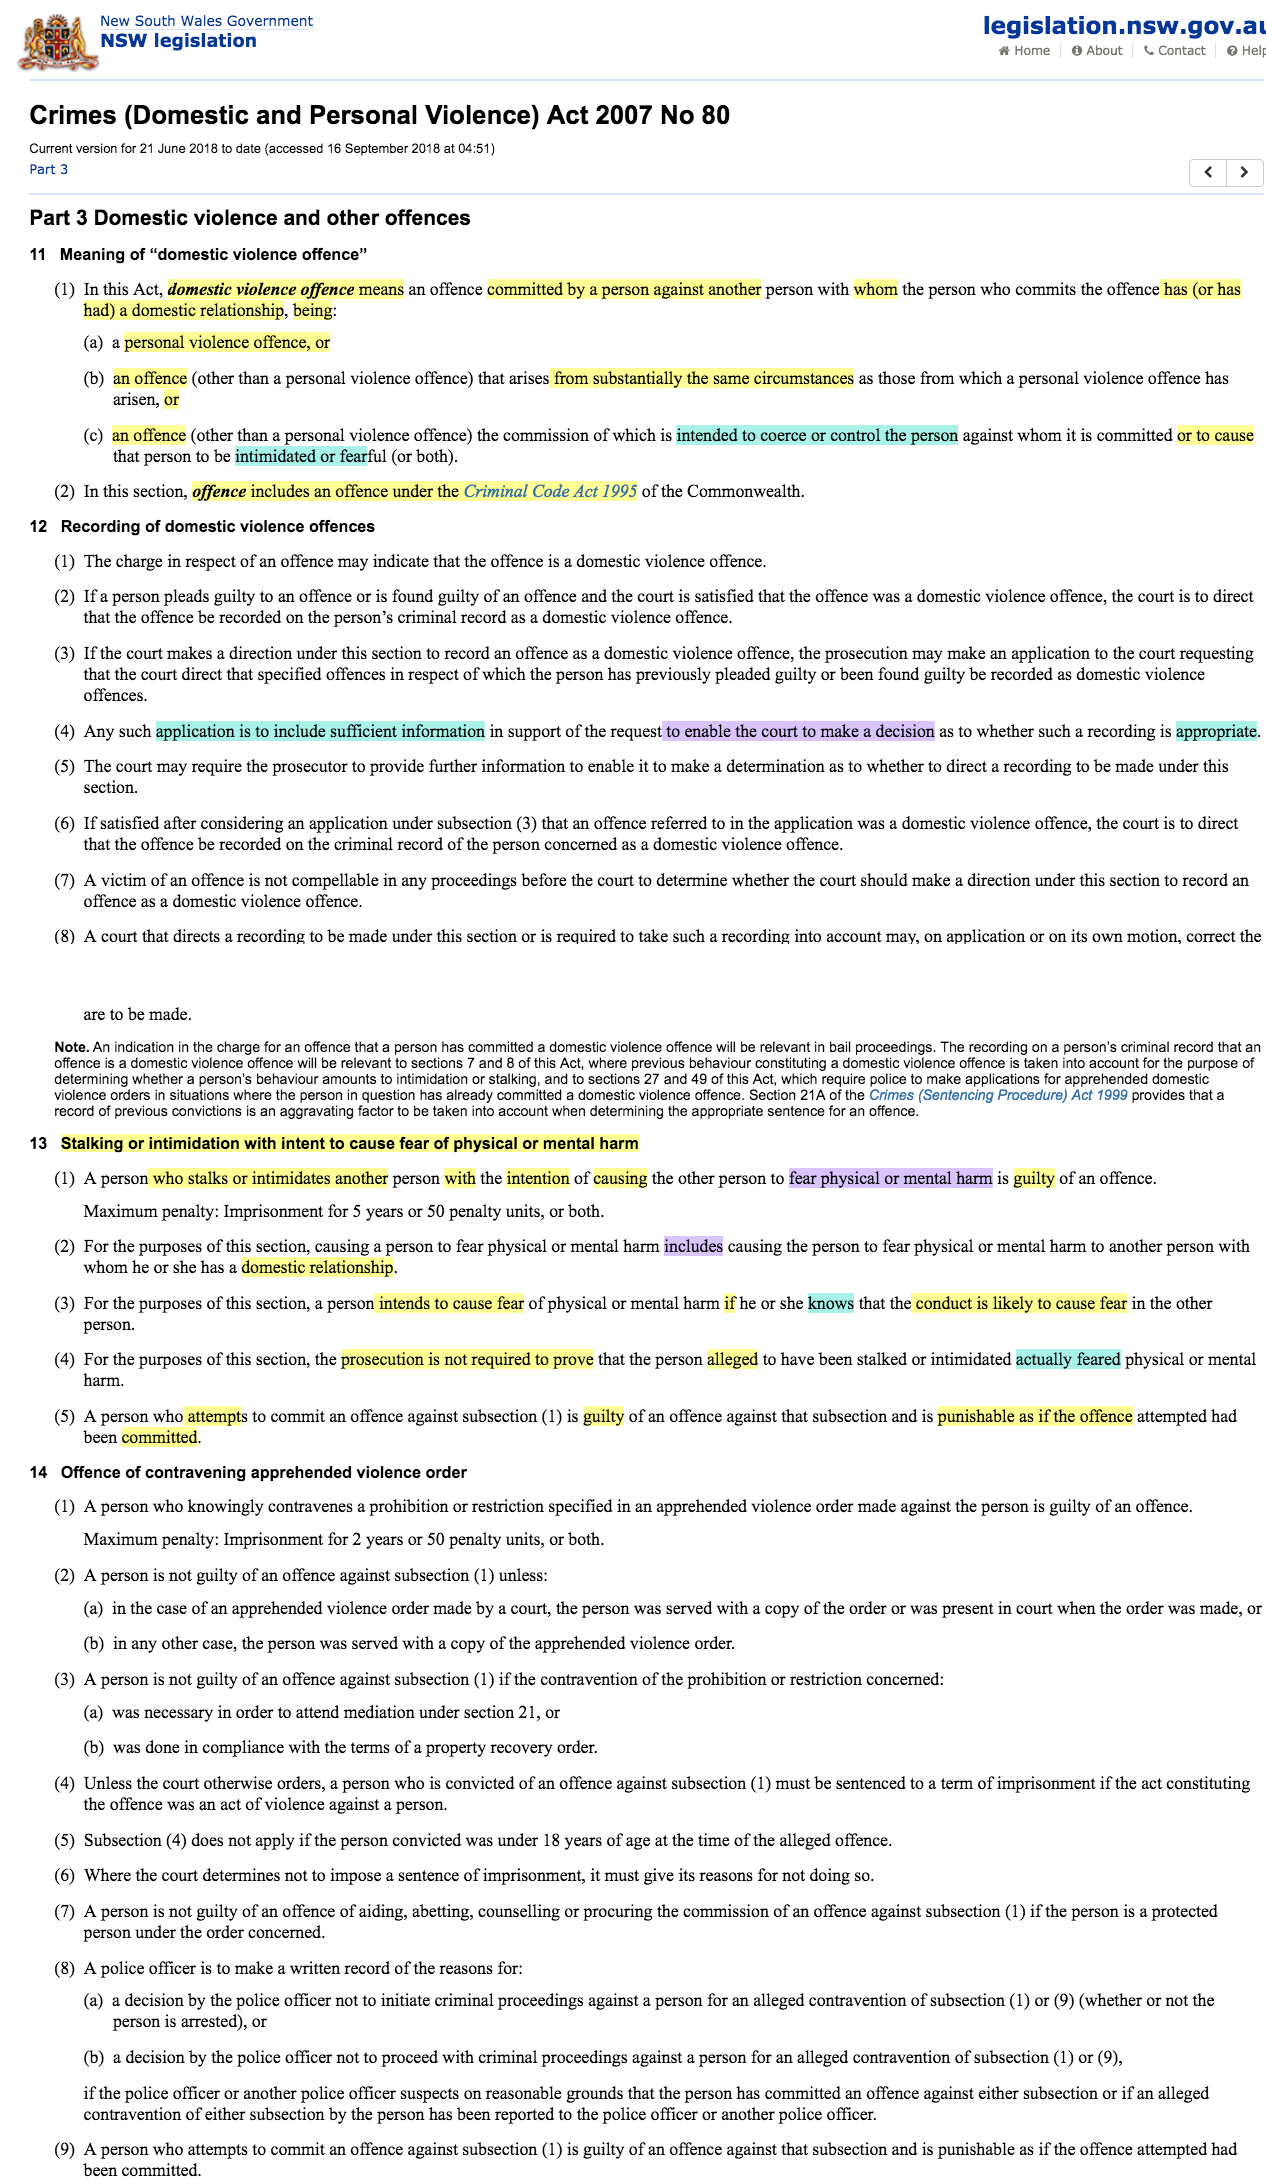 New South Wales Government
NSW legislation
legislation.nsw.gov.au
Home About Contact Help
Crimes (Domestic and Personal Violence) Act 2007 No 80
Current version for 21 June 2018 to date (accessed 16 September 2018 at 04:51)
Part 3
Part 3 Domestic violence and other offences
11 Meaning of “domestic violence offence”
(1) In this Act, domestic violence offence means an offence committed by a person against another person with whom the person who commits the offence has (or has
had) a domestic relationship, being:
(a) a personal violence offence, or
(b) an offence (other than a personal violence offence) that arises from substantially the same circumstances as those from which a personal violence offence has
arisen, or
(c) an offence (other than a personal violence offence) the commission of which is intended to coerce or control the person against whom it is committed or to cause
that person to be intimidated or fearful (or both).
(2) In this section, offence includes an offence under the Criminal Code Act 1995 of the Commonwealth.
12 Recording of domestic violence offences
(1) The charge in respect of an offence may indicate that the offence is a domestic violence offence.
(2) If a person pleads guilty to an offence or is found guilty of an offence and the court is satisfied that the offence was a domestic violence offence, the court is to direct
that the offence be recorded on the person’s criminal record as a domestic violence offence.
(3) If the court makes a direction under this section to record an offence as a domestic violence offence, the prosecution may make an application to the court requesting
that the court direct that specified offences in respect of which the person has previously pleaded guilty or been found guilty be recorded as domestic violence
offences.
(4) Any such application is to include sufficient information in support of the request to enable the court to make a decision as to whether such a recording is appropriate.
(5) The court may require the prosecutor to provide further information to enable it to make a determination as to whether to direct a recording to be made under this
section.
(6) If satisfied after considering an application under subsection (3) that an offence referred to in the application was a domestic violence offence, the court is to direct
that the offence be recorded on the criminal record of the person concerned as a domestic violence offence.
(7) A victim of an offence is not compellable in any proceedings before the court to determine whether the court should make a direction under this section to record an
offence as a domestic violence offence.
(8) A court that directs a recording to be made under this section or is required to take such a recording into account may, on application or on its own motion, correct the
are to be made.
Note. An indication in the charge for an offence that a person has committed a domestic violence offence will be relevant in bail proceedings. The recording on a person’s criminal record that an
offence is a domestic violence offence will be relevant to sections 7 and 8 of this Act, where previous behaviour constituting a domestic violence offence is taken into account for the purpose of
determining whether a person’s behaviour amounts to intimidation or stalking, and to sections 27 and 49 of this Act, which require police to make applications for apprehended domestic
violence orders in situations where the person in question has already committed a domestic violence offence. Section 21A of the Crimes (Sentencing Procedure) Act 1999 provides that a
record of previous convictions is an aggravating factor to be taken into account when determining the appropriate sentence for an offence.
13 Stalking or intimidation with intent to cause fear of physical or mental harm
(1) A person who stalks or intimidates another person with the intention of causing the other person to fear physical or mental harm is guilty of an offence.
Maximum penalty: Imprisonment for 5 years or 50 penalty units, or both.
(2) For the purposes of this section, causing a person to fear physical or mental harm includes causing the person to fear physical or mental harm to another person with
whom he or she has a domestic relationship.
(3) For the purposes of this section, a person intends to cause fear of physical or mental harm if he or she knows that the conduct is likely to cause fear in the other
person.
(4) For the purposes of this section, the prosecution is not required to prove that the person alleged to have been stalked or intimidated actually feared physical or mental
harm.
(5) A person who attempts to commit an offence against subsection (1) is guilty of an offence against that subsection and is punishable as if the offence attempted had
been committed.
14 Offence of contravening apprehended violence order
(1) A person who knowingly contravenes a prohibition or restriction specified in an apprehended violence order made against the person is guilty of an offence.
Maximum penalty: Imprisonment for 2 years or 50 penalty units, or both.
(2) A person is not guilty of an offence against subsection (1) unless:
(a) in the case of an apprehended violence order made by a court, the person was served with a copy of the order or was present in court when the order was made, or
(b) in any other case, the person was served with a copy of the apprehended violence order.
(3) A person is not guilty of an offence against subsection (1) if the contravention of the prohibition or restriction concerned:
(a) was necessary in order to attend mediation under section 21, or
(b) was done in compliance with the terms of a property recovery order.
(4) Unless the court otherwise orders, a person who is convicted of an offence against subsection (1) must be sentenced to a term of imprisonment if the act constituting
the offence was an act of violence against a person.
(5) Subsection (4) does not apply if the person convicted was under 18 years of age at the time of the alleged offence.
(6) Where the court determines not to impose a sentence of imprisonment, it must give its reasons for not doing so.
(7) A person is not guilty of an offence of aiding, abetting, counselling or procuring the commission of an offence against subsection (1) if the person is a protected
person under the order concerned.
(8) A police officer is to make a written record of the reasons for:
(a) a decision by the police officer not to initiate criminal proceedings against a person for an alleged contravention of subsection (1) or (9) (whether or not the
person is arrested), or
(b) a decision by the police officer not to proceed with criminal proceedings against a person for an alleged contravention of subsection (1) or (9),
if the police officer or another police officer suspects on reasonable grounds that the person has committed an offence against either subsection or if an alleged
contravention of either subsection by the person has been reported to the police officer or another police officer.
(9) A person who attempts to commit an offence against subsection (1) is guilty of an offence against that subsection and is punishable as if the offence attempted had
been committed.